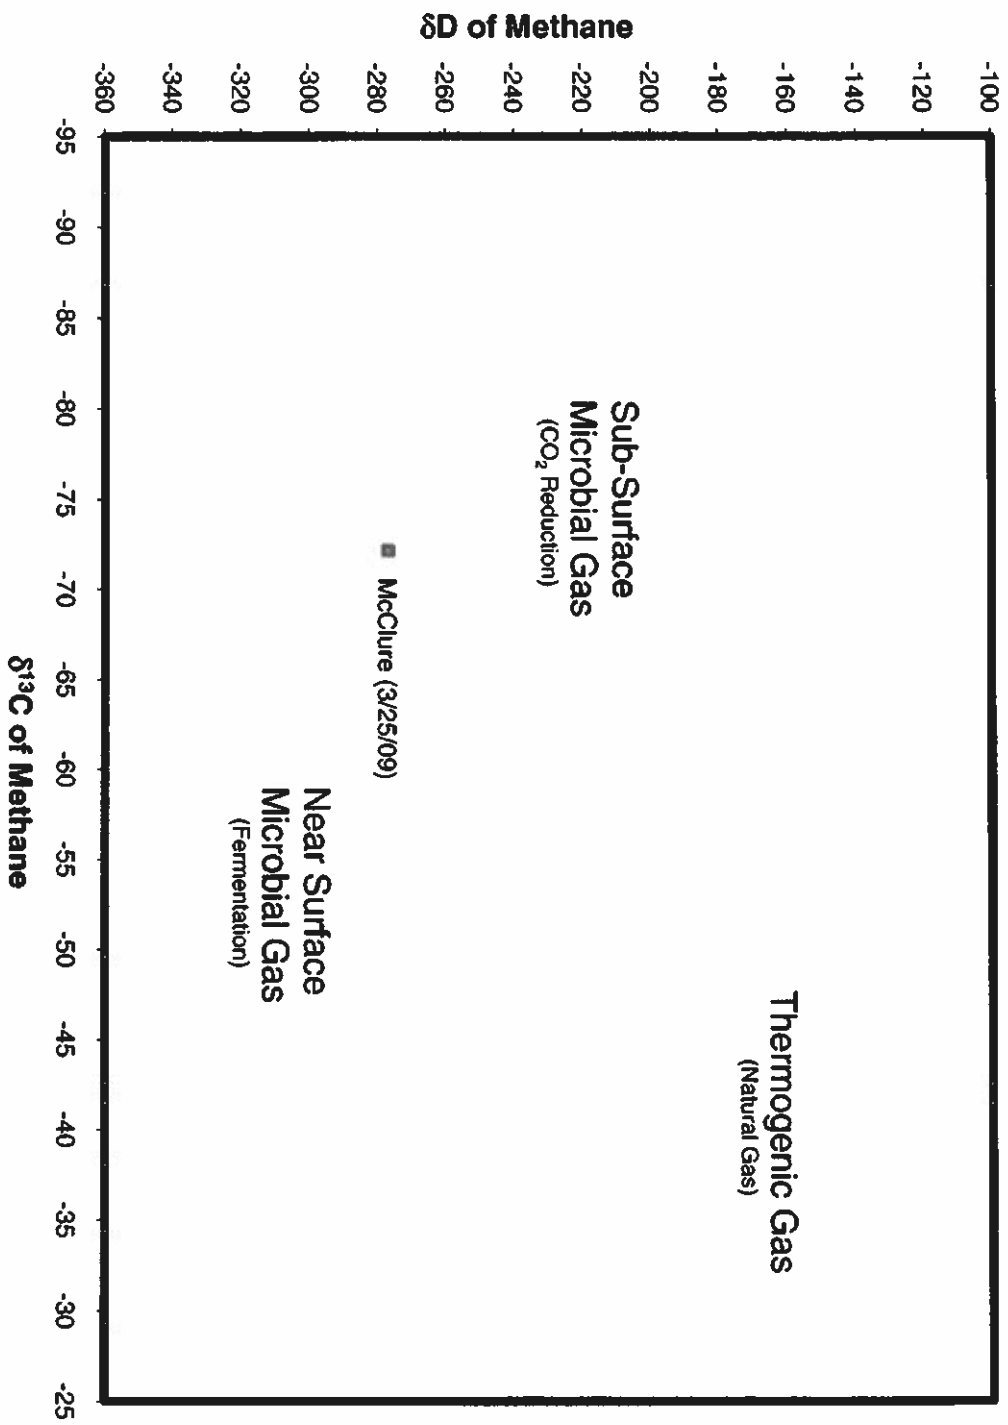 δD of Methane
-100
-120
-140
-160
-180
-200
-220
-240
-260
-280
-300
-320
-340
-360
Thermogenic Gas
(Natural Gas)
Sub-Surface
Microbial Gas
(CO₂ Reduction)
McClure (3/25/09)
Near Surface
Microbial Gas
(Fermentation)
-95 -90 -85 -80 -75 -70 -65 -60 -55 -50 -45 -40 -35 -30 -25
δ¹³C of Methane